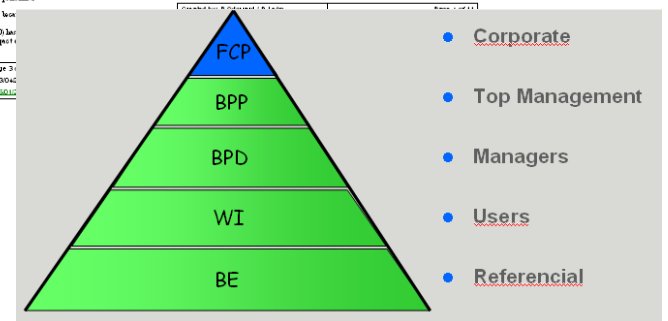 FCP
Corporate
BPP
Top Management
BPD
Managers
WI
Users
BE
Referencial